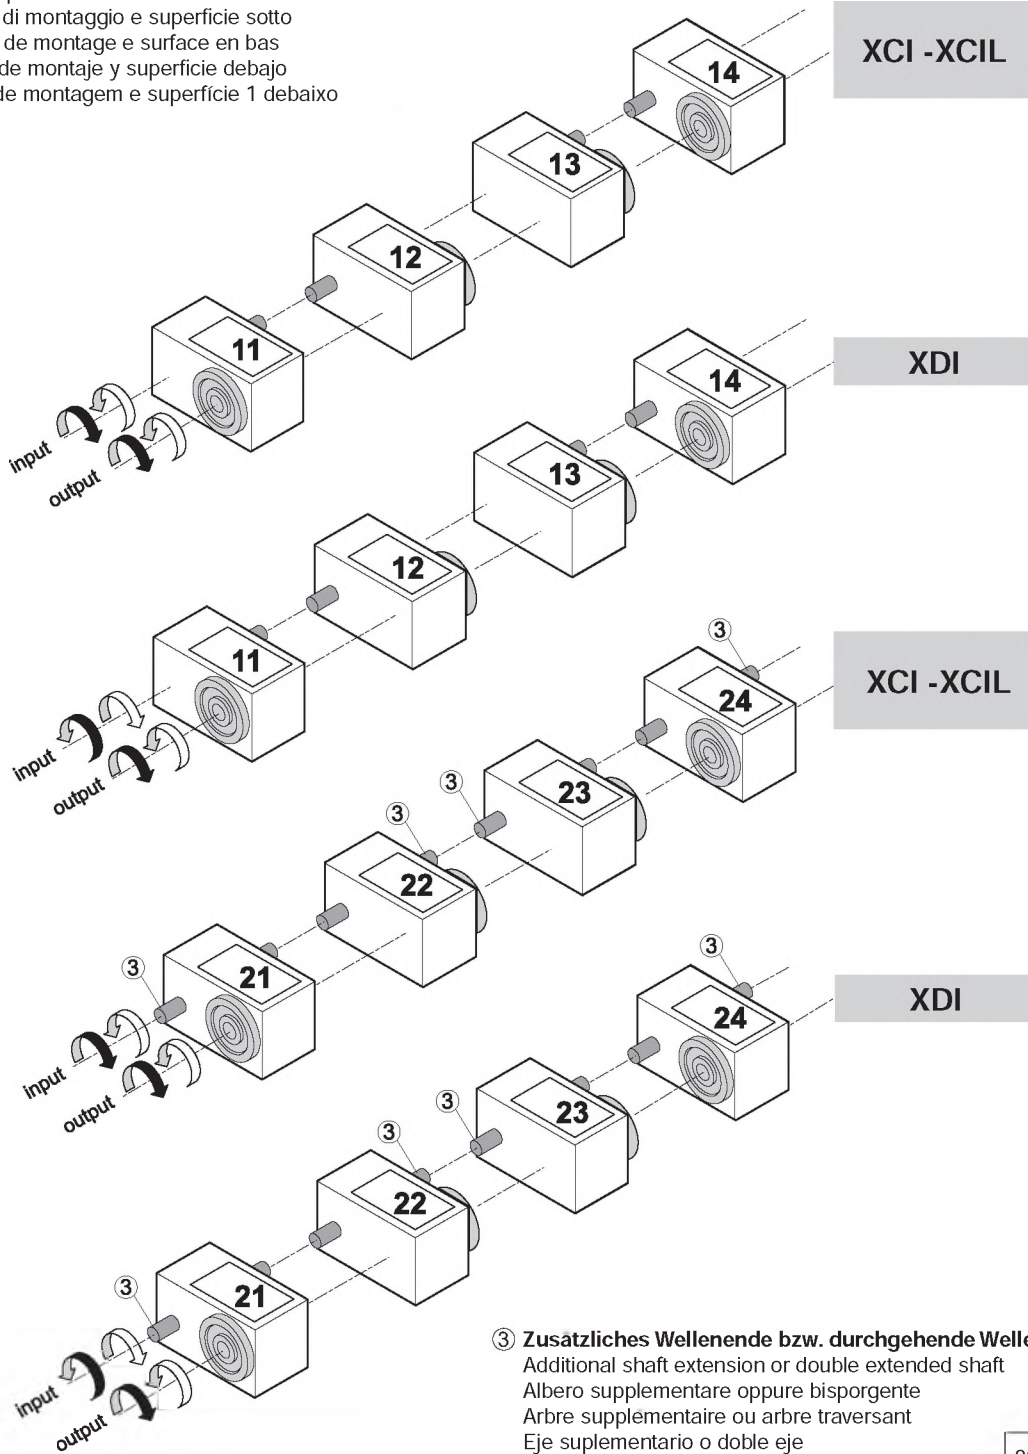 di montaggio e superficie sotto
de montage e surface en bas
de montaje y superficie debajo
de montagem e superfície 1 debaixo
XCI -XCIL
14
13
12
11
input
output
XDI
14
13
12
11
input
output
XCI -XCIL
③
24
③
23
③
22
③
21
input
output
XDI
③
24
③
23
③
22
③
21
input
output
③ Zusätzliches Wellenende bzw. durchgehende Welle
Additional shaft extension or double extended shaft
Albero supplementare oppure bisporgente
Arbre supplémentaire ou arbre traversant
Eje suplementario o doble eje